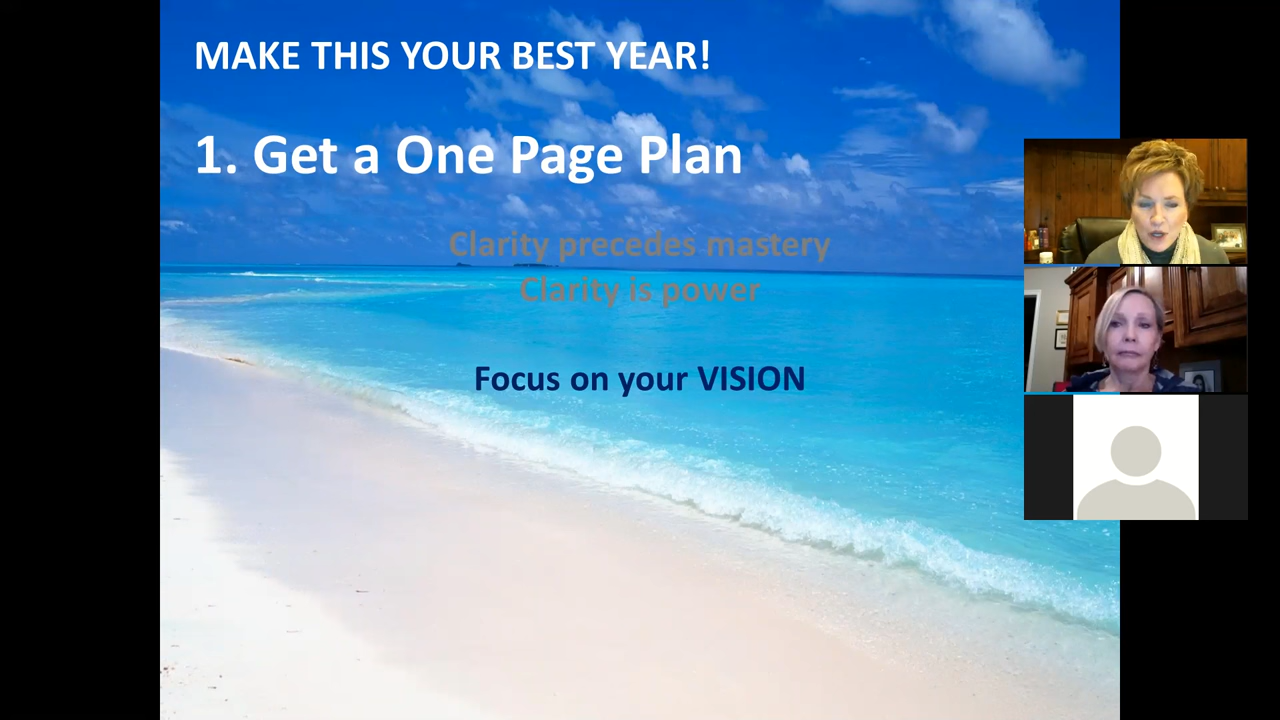 MAKE THIS YOUR BEST YEAR!
1. Get a One Page Plan
Clarity precedes mastery
Clarity is power
Focus on your VISION